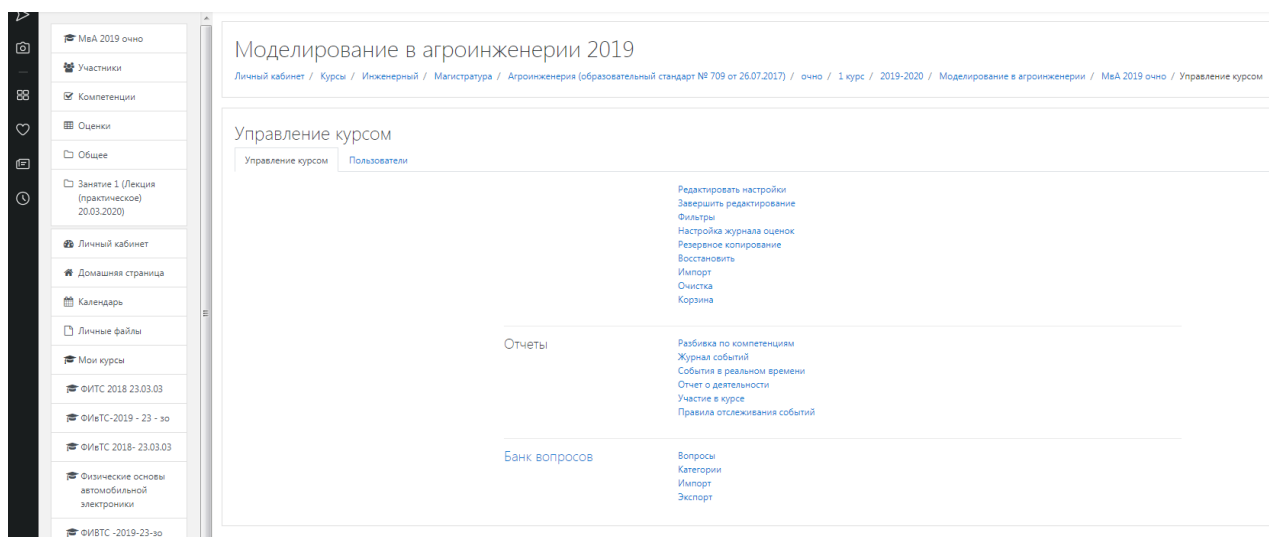 МвА 2019 очно
Участники
Компетенции
Оценки
Общее
Занятие 1 (Лекция
(практическое)
20.03.2020)
Личный кабинет
Домашняя страница
Календарь
Личные файлы
Мои курсы
ФИТС 2018 23.03.03
ФИвТС-2019 - 23 - зо
ФИвТС 2018- 23.03.03
Физические основы
автомобильной
электроники
ФИВТС -2019-23-зо
Моделирование в агроинженерии 2019
Личный кабинет / Курсы / Инженерный / Магистратура / Агроинженерия (образовательный стандарт № 709 от 26.07.2017) / очно / 1 курс / 2019-2020 / Моделирование в агроинженерии / МвА 2019 очно / Управление курсом
Управление курсом
Управление курсом Пользователи
Редактировать настройки
Завершить редактирование
Фильтры
Настройка журнала оценок
Резервное копирование
Восстановить
Импорт
Очистка
Корзина
Отчеты
Разбивка по компетенциям
Журнал событий
События в реальном времени
Отчет о деятельности
Участие в курсе
Правила отслеживания событий
Банк вопросов
Вопросы
Категории
Импорт
Экспорт